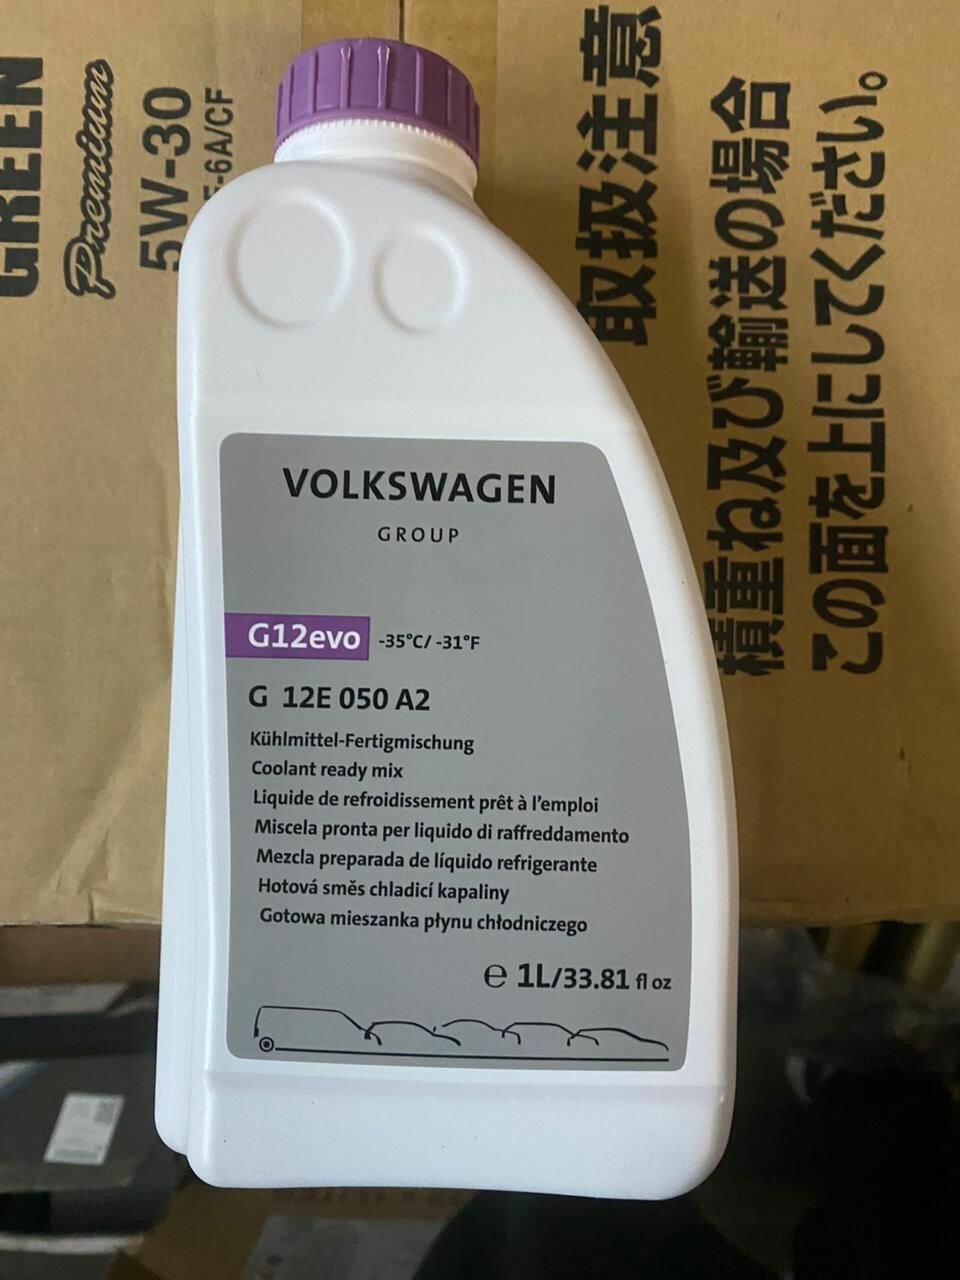 GREEN
Premium
5W-30
-6A/CF
取扱注意
積重ね及び輸送の場合
この面を上にしてください。
VOLKSWAGEN
GROUP
G12evo -35°C/ -31°F
G 12E 050 A2
Kühlmittel-Fertigmischung
Coolant ready mix
Liquide de refroidissement prêt à l'emploi
Miscela pronta per liquido di raffreddamento
Mezcla preparada de líquido refrigerante
Hotová směs chladicí kapaliny
Gotowa mieszanka płynu chłodniczego
℮ 1L/33.81 fl oz